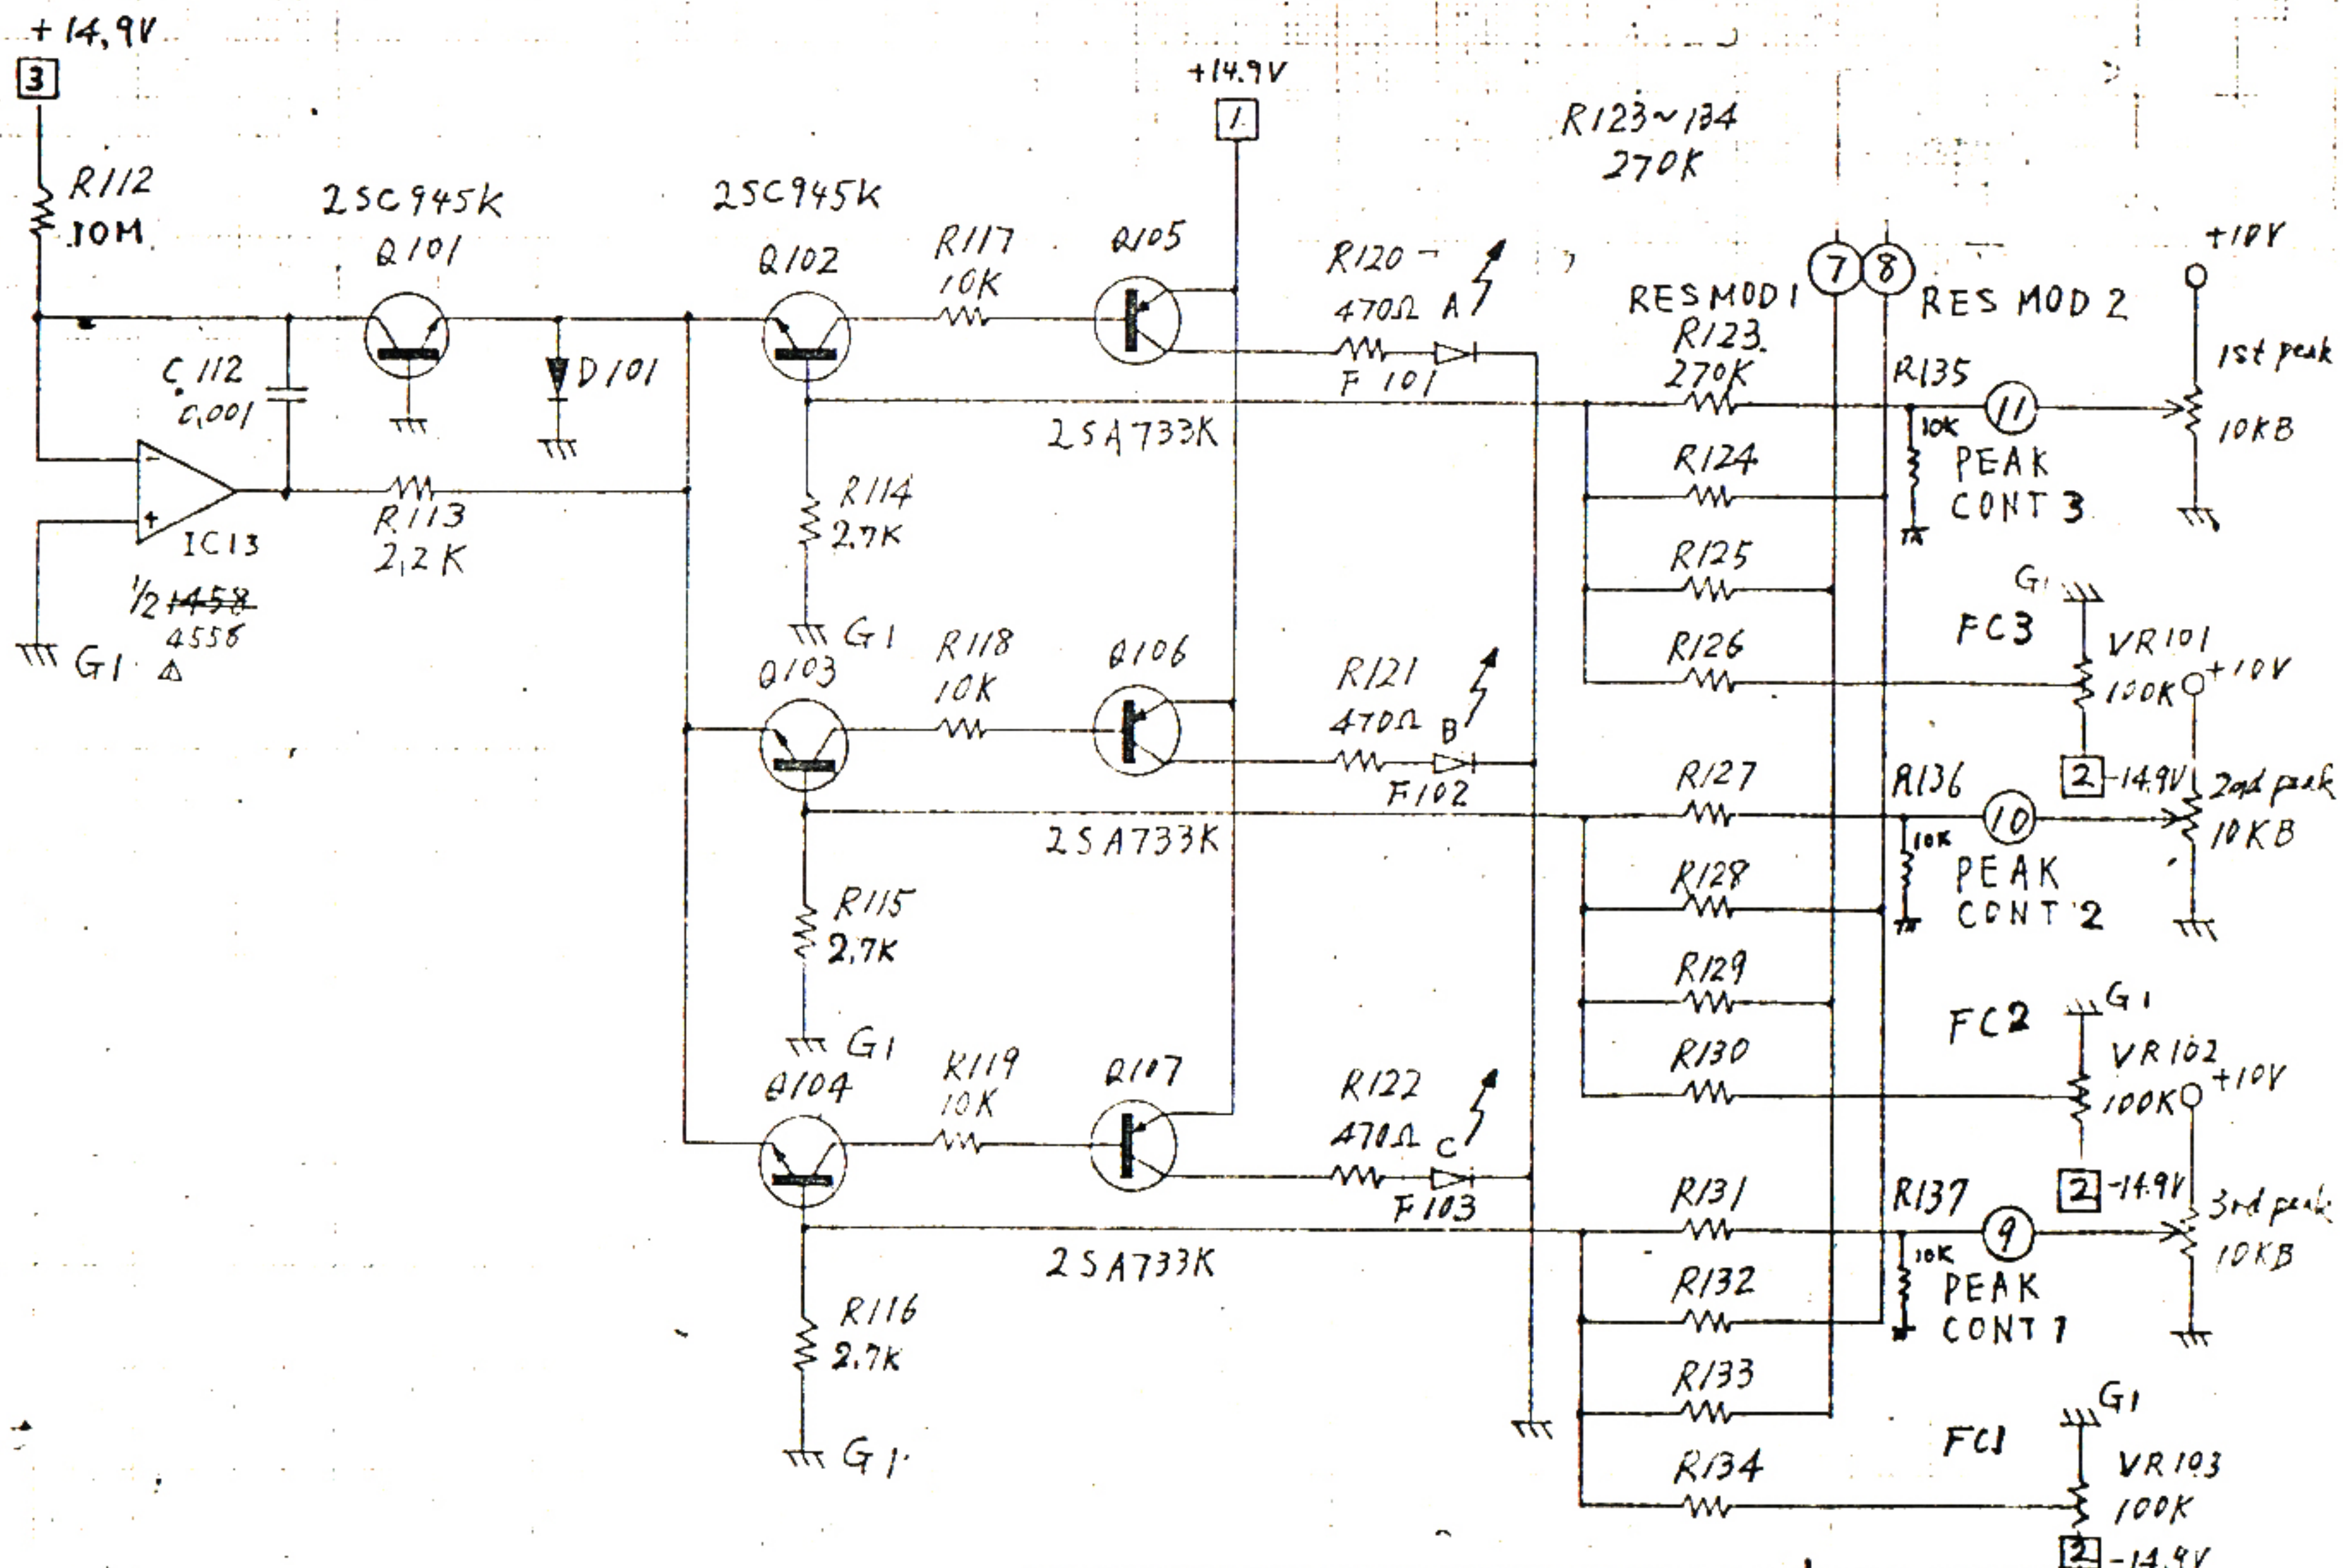 +14.9V
3
R112
10M
2SC945K
Q101
C.112
0.001
D101
IC13
1/2 1458
4558
G1
R113
2.2K
2SC945K
Q102
R117
10K
Q105
+14.9V
1
R120
470Ω A
F 101
2SA733K
R114
2.7K
G1
Q103
R118
10K
Q106
R121
470Ω B
F102
2SA733K
R115
2.7K
G1
Q104
R119
10K
Q107
R122
470Ω C
F103
2SA733K
R116
2.7K
G1
R123~134
270K
7
8
RES MOD 1
RES MOD 2
R123
270K
R124
R125
R126
R127
R128
R129
R130
R131
R132
R133
R134
R135
10K
11
PEAK
CONT 3
+10V
1st peak
10KB
G1
FC3
VR101
100K
2
-14.9V
R136
10K
10
PEAK
CONT 2
+10V
2nd peak
10KB
G1
FC2
VR102
100K
2
-14.9V
R137
10K
9
PEAK
CONT 1
+10V
3rd peak
10KB
G1
FC1
VR103
100K
2
-14.9V